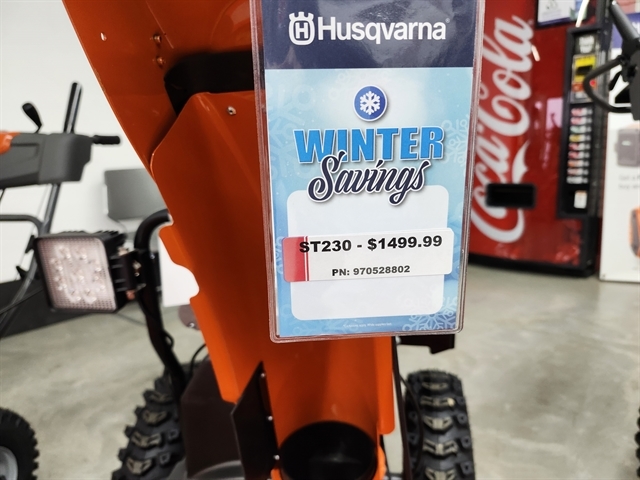 Husqvarna
WINTER
Savings
ST230 - $1499.99
PN: 970528802
Coca-Cola